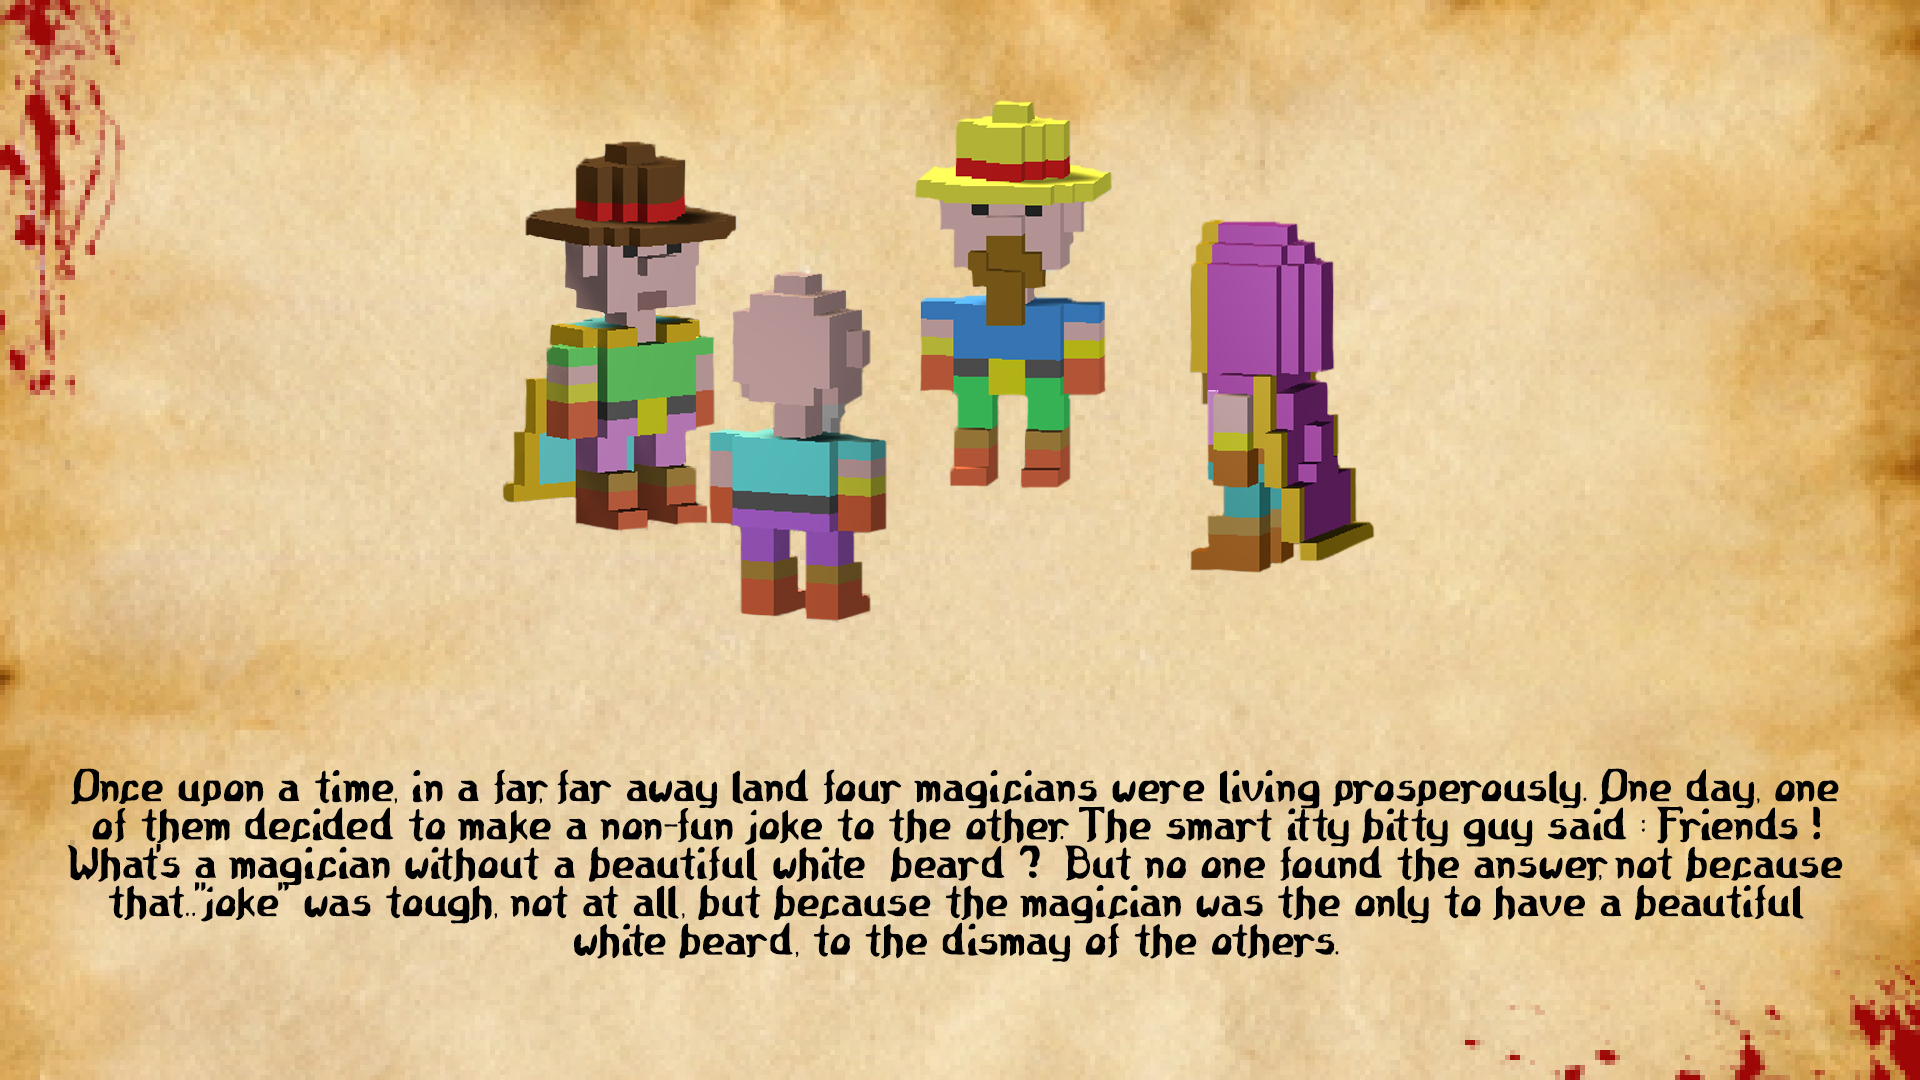 Once upon a time, in a far, far away land four magicians were living prosperously. One day, one
of them decided to make a non-fun joke to the other. The smart itty bitty guy said : Friends !
What's a magician without a beautiful white beard ? But no one found the answer, not because
that.."joke" was tough, not at all, but because the magician was the only to have a beautiful
white beard, to the dismay of the others.